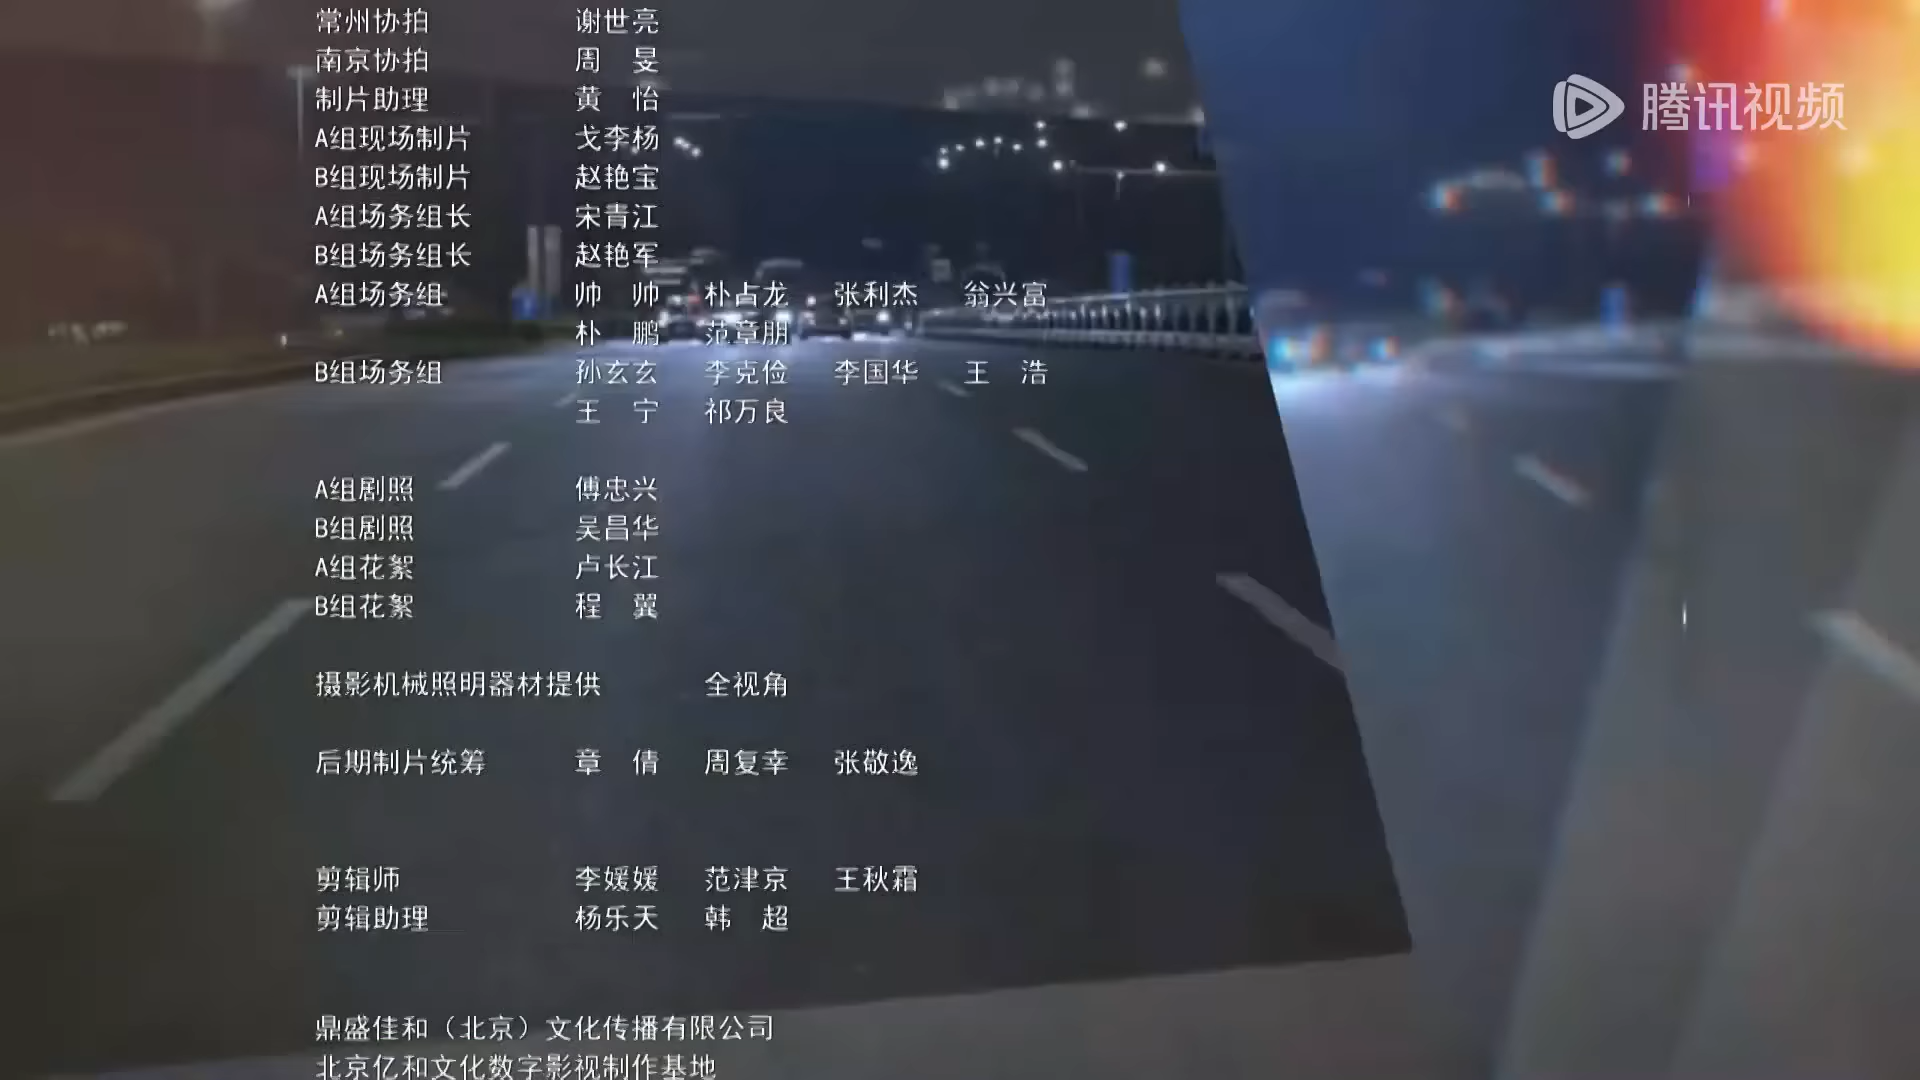 常州协拍 谢世亮
南京协拍 周 旻
制片助理 黄 怡
A组现场制片 戈李杨
B组现场制片 赵艳宝
A组场务组长 宋青江
B组场务组长 赵艳军
A组场务组 帅 帅 朴占龙 张利杰 翁兴富
朴 鹏 范章朋
B组场务组 孙玄玄 李克俭 李国华 王 浩
王 宁 祁万良
A组剧照 傅忠兴
B组剧照 吴昌华
A组花絮 卢长江
B组花絮 程 翼
摄影机械照明器材提供 全视角
后期制片统筹 章 倩 周复幸 张敬逸
剪辑师 李媛媛 范津京 王秋霜
剪辑助理 杨乐天 韩 超
鼎盛佳和（北京）文化传播有限公司
北京亿和文化数字影视制作基地
腾讯视频